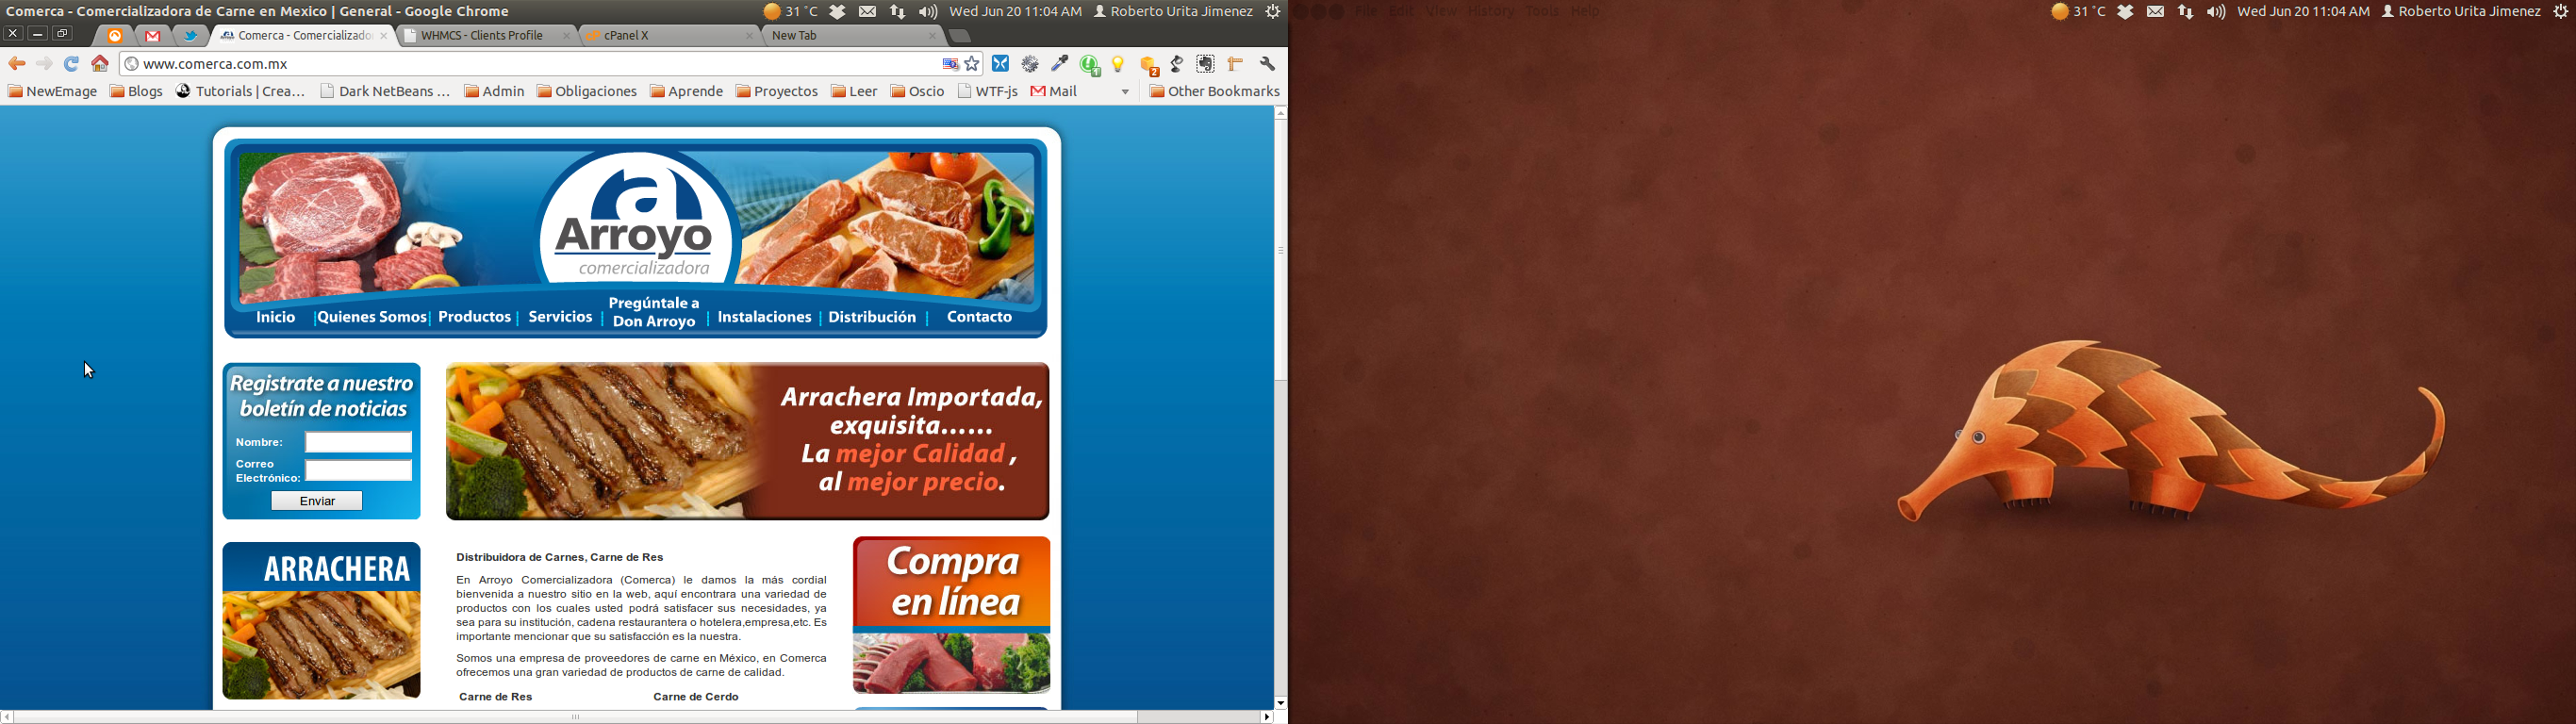 Comerca - Comercializadora de Carne en Mexico | General - Google Chrome
31 °C
Wed Jun 20 11:04 AM
Roberto Urita Jimenez
Comerca - Comercializado
WHMCS - Clients Profile
cPanel X
New Tab
www.comerca.com.mx
NewEmage
Blogs
Tutorials | Crea...
Dark NetBeans ...
Admin
Obligaciones
Aprende
Proyectos
Leer
Oscio
WTF-js
Mail
Other Bookmarks
a
Arroyo
comercializadora
Inicio
Quienes Somos
Productos
Servicios
Pregúntale a
Don Arroyo
Instalaciones
Distribución
Contacto
Registrate a nuestro
boletín de noticias
Nombre:
Correo
Electrónico:
Enviar
Arrachera Importada,
exquisita......
La mejor Calidad ,
al mejor precio.
ARRACHERA
Distribuidora de Carnes, Carne de Res
En Arroyo Comercializadora (Comerca) le damos la más cordial
bienvenida a nuestro sitio en la web, aquí encontrara una variedad de
productos con los cuales usted podrá satisfacer sus necesidades, ya
sea para su institución, cadena restaurantera o hotelera,empresa,etc. Es
importante mencionar que su satisfacción es la nuestra.
Somos una empresa de proveedores de carne en México, en Comerca
ofrecemos una gran variedad de productos de carne de calidad.
Carne de Res
Carne de Cerdo
Compra
en línea
File Edit View History Tools Help
31 °C
Wed Jun 20 11:04 AM
Roberto Urita Jimenez